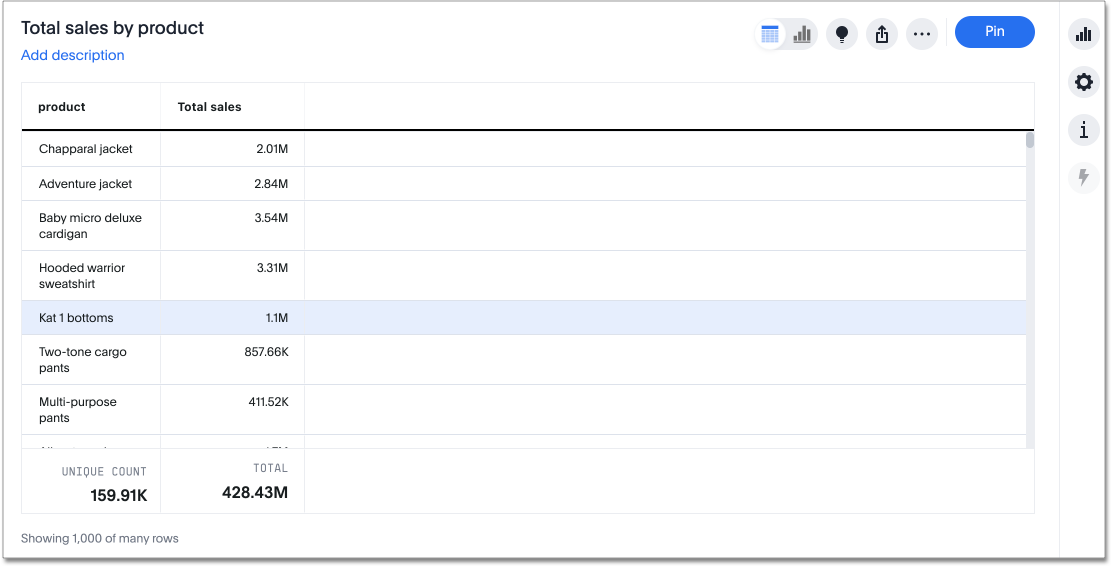 Total sales by product
Pin
Add description
product Total sales
Chapparal jacket 2.01M
Adventure jacket 2.84M
Baby micro deluxe 3.54M
cardigan
Hooded warrior 3.31M
sweatshirt
Kat 1 bottoms 1.1M
Two-tone cargo 857.66K
pants
Multi-purpose 411.52K
pants
UNIQUE COUNT TOTAL
159.91K 428.43M
Showing 1,000 of many rows